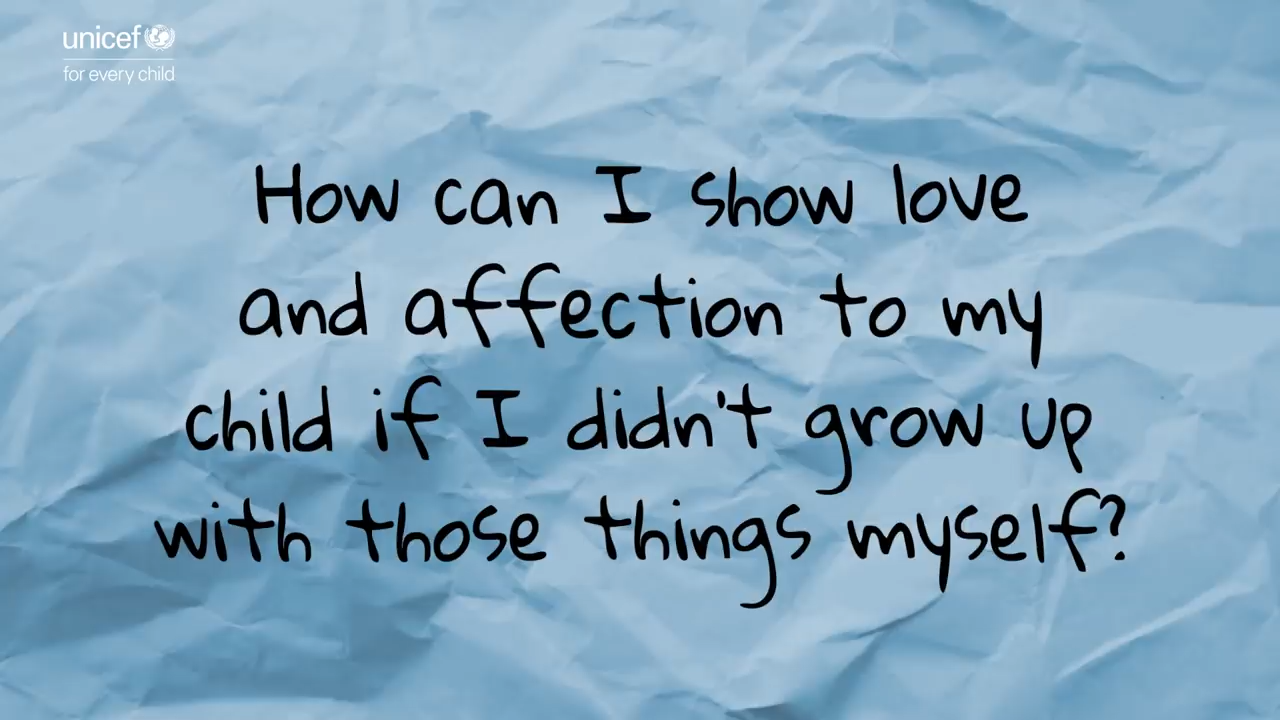 unicef
for every child
How can I show love
and affection to my
child if I didn't grow up
with those things myself?